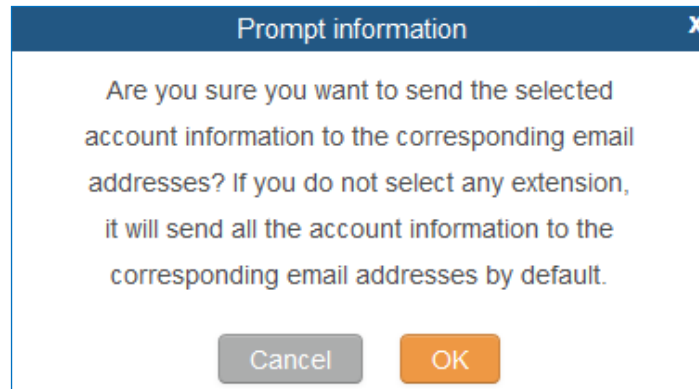 Prompt information
X
Are you sure you want to send the selected
account information to the corresponding email
addresses? If you do not select any extension,
it will send all the account information to the
corresponding email addresses by default.
Cancel OK